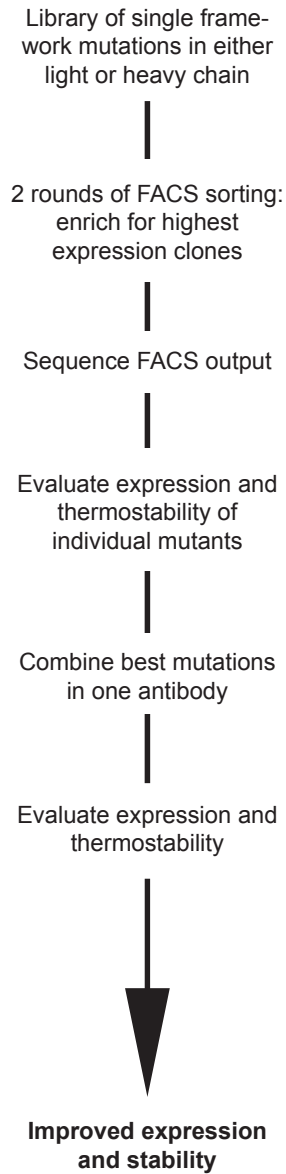 Library of single frame-
work mutations in either
light or heavy chain
2 rounds of FACS sorting:
enrich for highest
expression clones
Sequence FACS output
Evaluate expression and
thermostability of
individual mutants
Combine best mutations
in one antibody
Evaluate expression and
thermostability
Improved expression
and stability